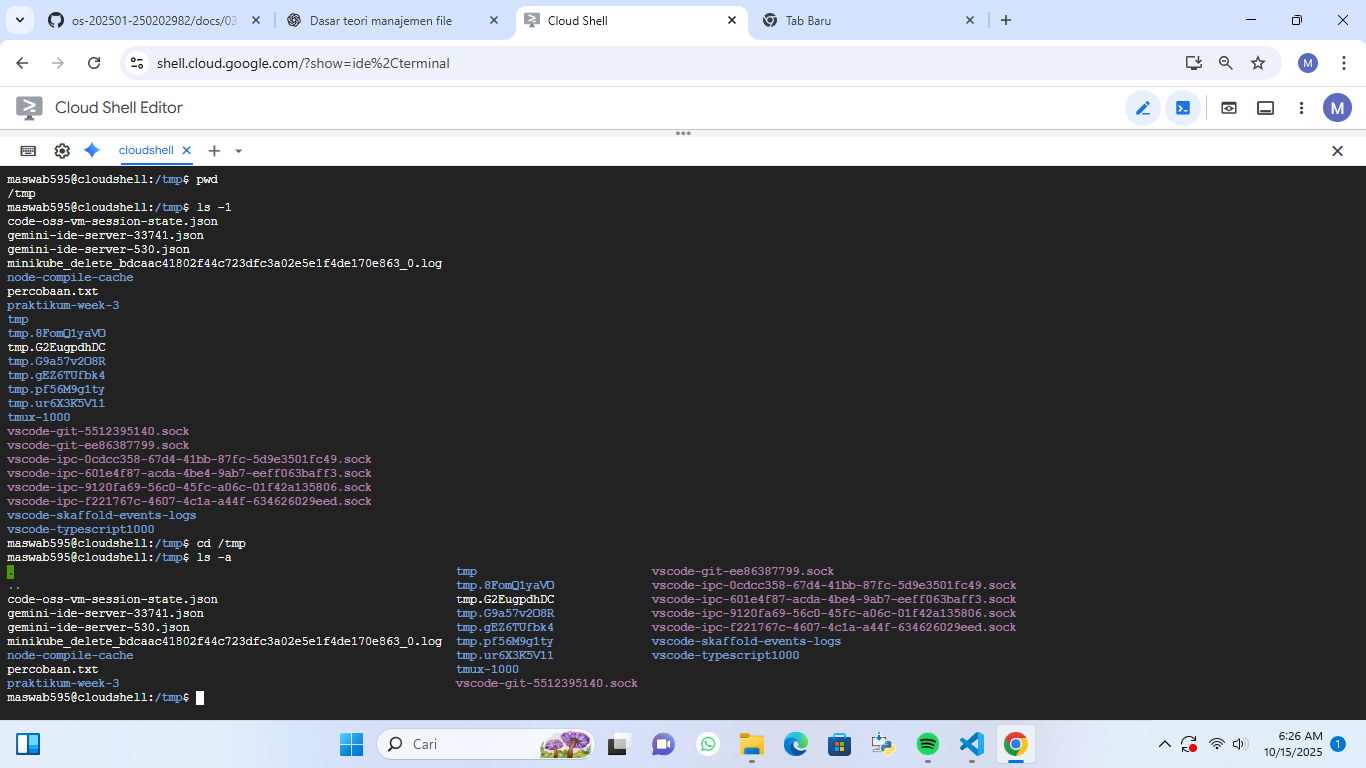 os-202501-250202982/docs/03
Dasar teori manajemen file
Cloud Shell
Tab Baru
shell.cloud.google.com/?show=ide%2Cterminal
M
Cloud Shell Editor
M
cloudshell
maswab595@cloudshell:/tmp$ pwd
/tmp
maswab595@cloudshell:/tmp$ ls -1
code-oss-vm-session-state.json
gemini-ide-server-33741.json
gemini-ide-server-530.json
minikube_delete_bdcaac41802f44c723dfc3a02e5e1f4de170e863_0.log
node-compile-cache
percobaan.txt
praktikum-week-3
tmp
tmp.8FomQ1yaVO
tmp.G2EugpdhDC
tmp.G9a57v2O8R
tmp.gEZ6TUfbk4
tmp.pf56M9g1ty
tmp.ur6X3K5V11
tmux-1000
vscode-git-5512395140.sock
vscode-git-ee86387799.sock
vscode-ipc-0cdcc358-67d4-41bb-87fc-5d9e3501fc49.sock
vscode-ipc-601e4f87-acda-4be4-9ab7-eeff063baff3.sock
vscode-ipc-9120fa69-56c0-45fc-a06c-01f42a135806.sock
vscode-ipc-f221767c-4607-4c1a-a44f-634626029eed.sock
vscode-skaffold-events-logs
vscode-typescript1000
maswab595@cloudshell:/tmp$ cd /tmp
maswab595@cloudshell:/tmp$ ls -a
. tmp vscode-git-ee86387799.sock
.. tmp.8FomQ1yaVO vscode-ipc-0cdcc358-67d4-41bb-87fc-5d9e3501fc49.sock
code-oss-vm-session-state.json tmp.G2EugpdhDC vscode-ipc-601e4f87-acda-4be4-9ab7-eeff063baff3.sock
gemini-ide-server-33741.json tmp.G9a57v2O8R vscode-ipc-9120fa69-56c0-45fc-a06c-01f42a135806.sock
gemini-ide-server-530.json tmp.gEZ6TUfbk4 vscode-ipc-f221767c-4607-4c1a-a44f-634626029eed.sock
minikube_delete_bdcaac41802f44c723dfc3a02e5e1f4de170e863_0.log tmp.pf56M9g1ty vscode-skaffold-events-logs
node-compile-cache tmp.ur6X3K5V11 vscode-typescript1000
percobaan.txt tmux-1000
praktikum-week-3 vscode-git-5512395140.sock
maswab595@cloudshell:/tmp$
Cari
6:26 AM
10/15/2025
1